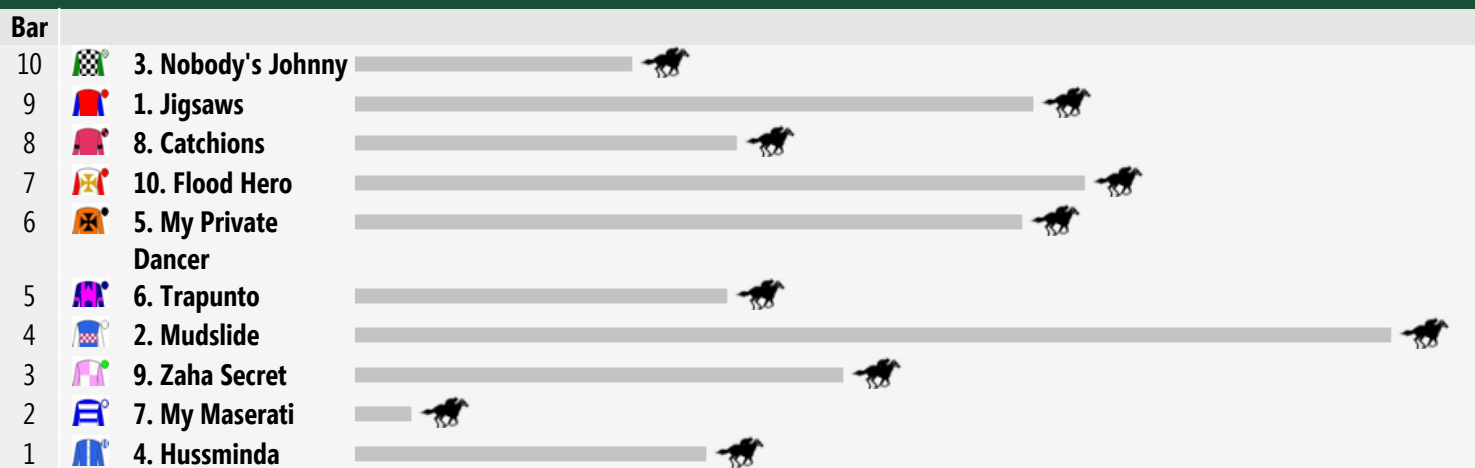 Bar
10 3. Nobody's Johnny
9 1. Jigsaws
8 8. Catchions
7 10. Flood Hero
6 5. My Private
Dancer
5 6. Trapunto
4 2. Mudslide
3 9. Zaha Secret
2 7. My Maserati
1 4. Hussminda